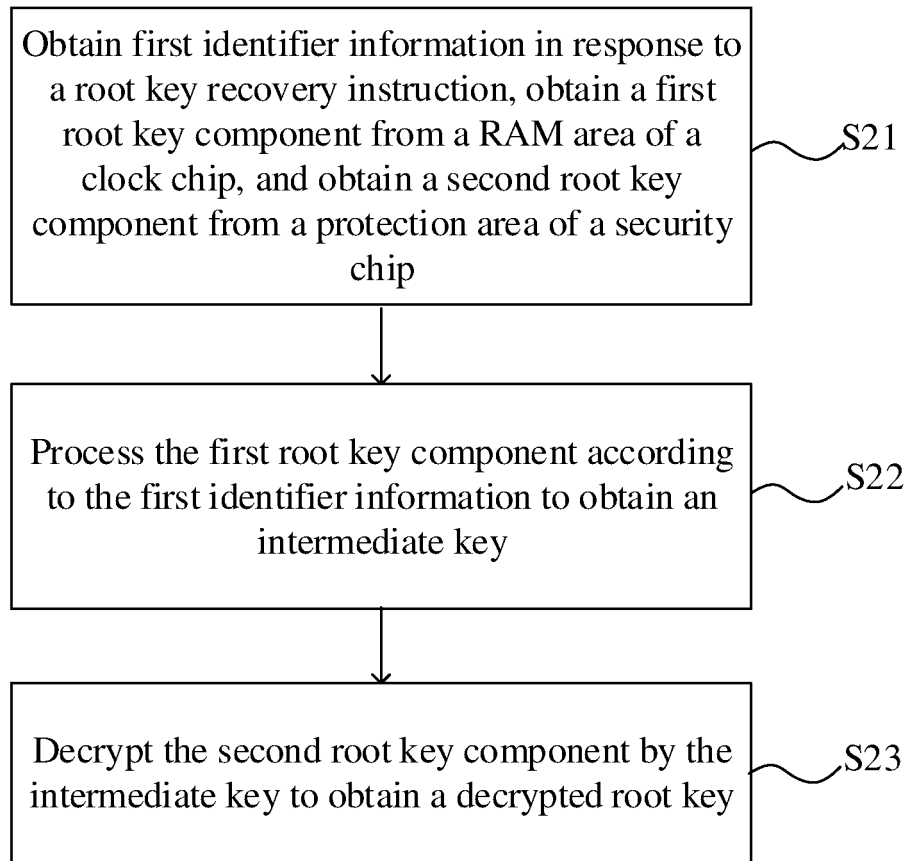 Obtain first identifier information in response to
a root key recovery instruction, obtain a first
root key component from a RAM area of a
clock chip, and obtain a second root key
component from a protection area of a security
chip
S21
Process the first root key component according
to the first identifier information to obtain an
intermediate key
S22
Decrypt the second root key component by the
intermediate key to obtain a decrypted root key
S23